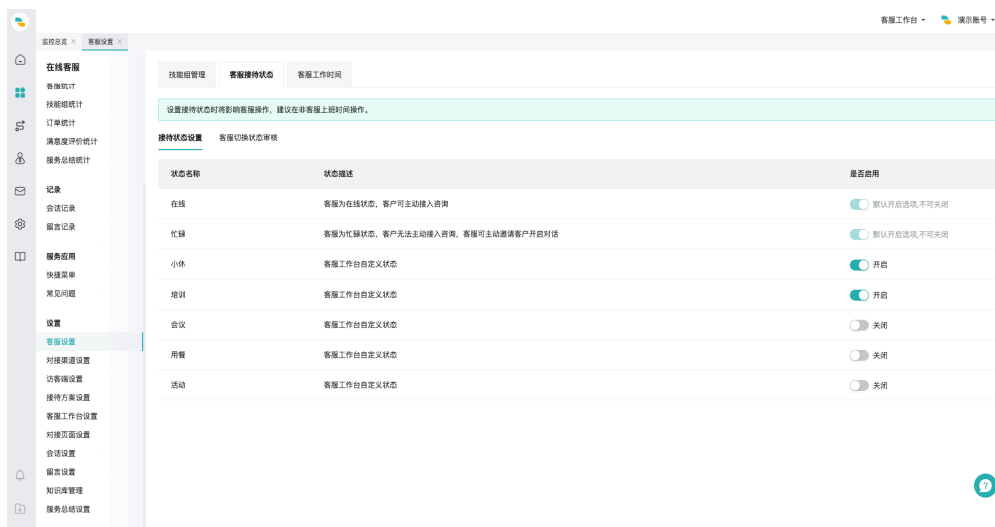 客服工作台
演示账号
监控总览 ×
客服设置 ×
在线客服
客服统计
技能组统计
订单统计
满意度评价统计
服务总结统计
记录
会话记录
留言记录
服务应用
快捷菜单
常见问题
设置
客服设置
对接渠道设置
访客端设置
接待方案设置
客服工作台设置
对接页面设置
会话设置
留言设置
知识库管理
服务总结设置
技能组管理
客服接待状态
客服工作时间
设置接待状态时将影响客服操作，建议在非客服上班时间操作。
接待状态设置
客服切换状态审核
状态名称 状态描述 是否启用
在线 客服为在线状态，客户可主动接入咨询 默认开启选项,不可关闭
忙碌 客服为忙碌状态，客户无法主动接入咨询，客服可主动邀请客户开启对话 默认开启选项,不可关闭
小休 客服工作台自定义状态 开启
培训 客服工作台自定义状态 开启
会议 客服工作台自定义状态 关闭
用餐 客服工作台自定义状态 关闭
活动 客服工作台自定义状态 关闭